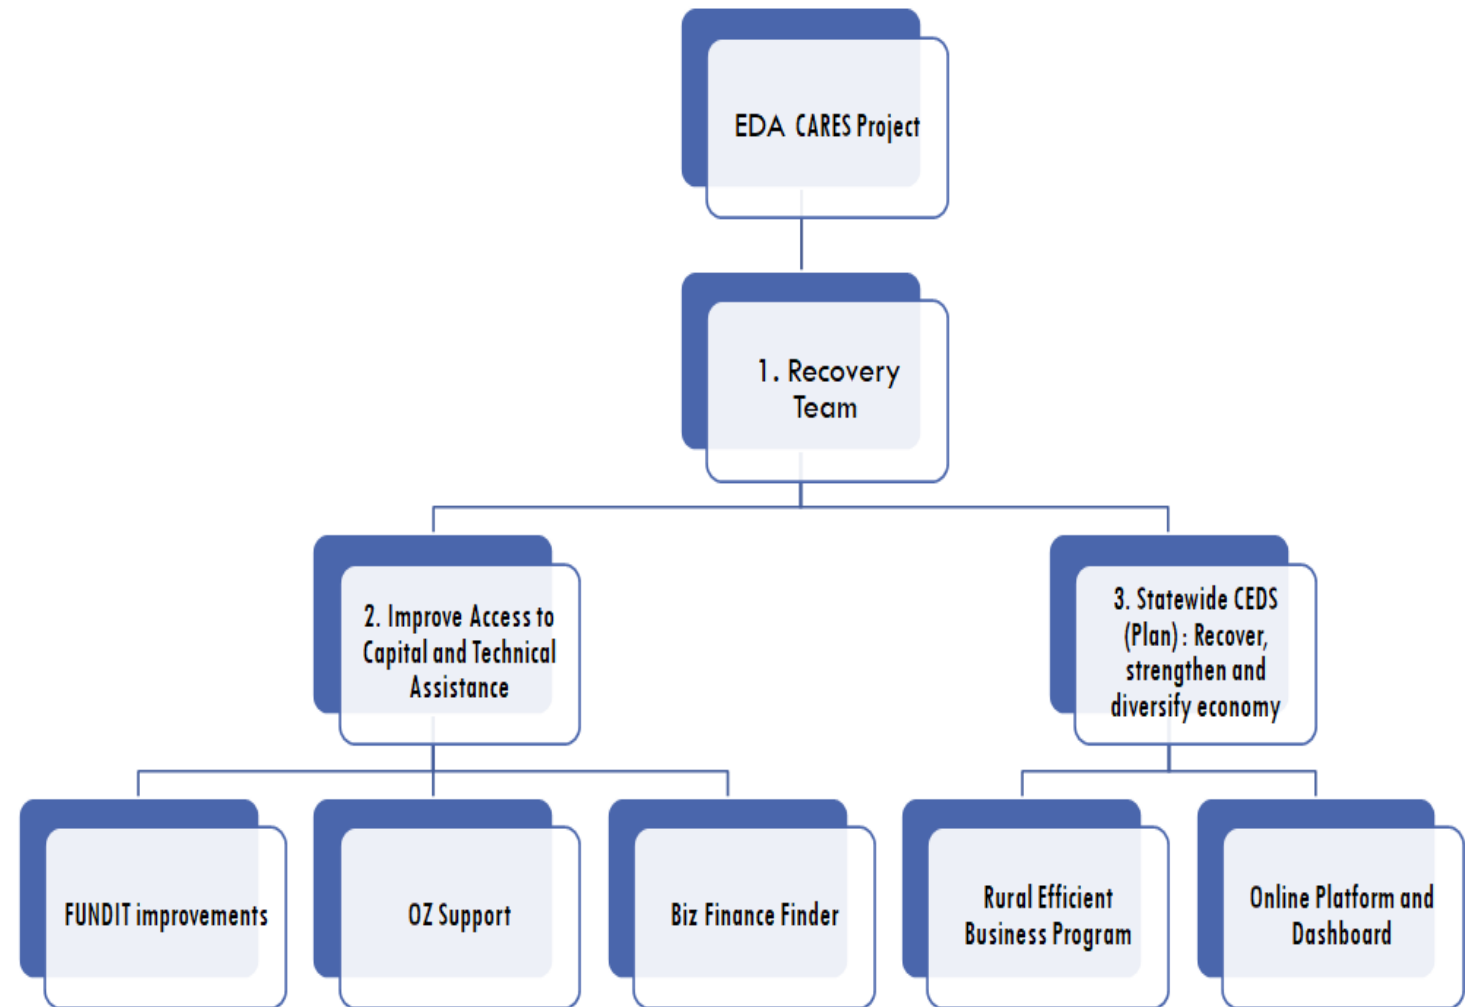 EDA CARES Project
1. Recovery
Team
2. Improve Access to
Capital and Technical
Assistance
3. Statewide CEDS
(Plan) : Recover,
strengthen and
diversify economy
FUNDIT improvements
OZ Support
Biz Finance Finder
Rural Efficient
Business Program
Online Platform and
Dashboard